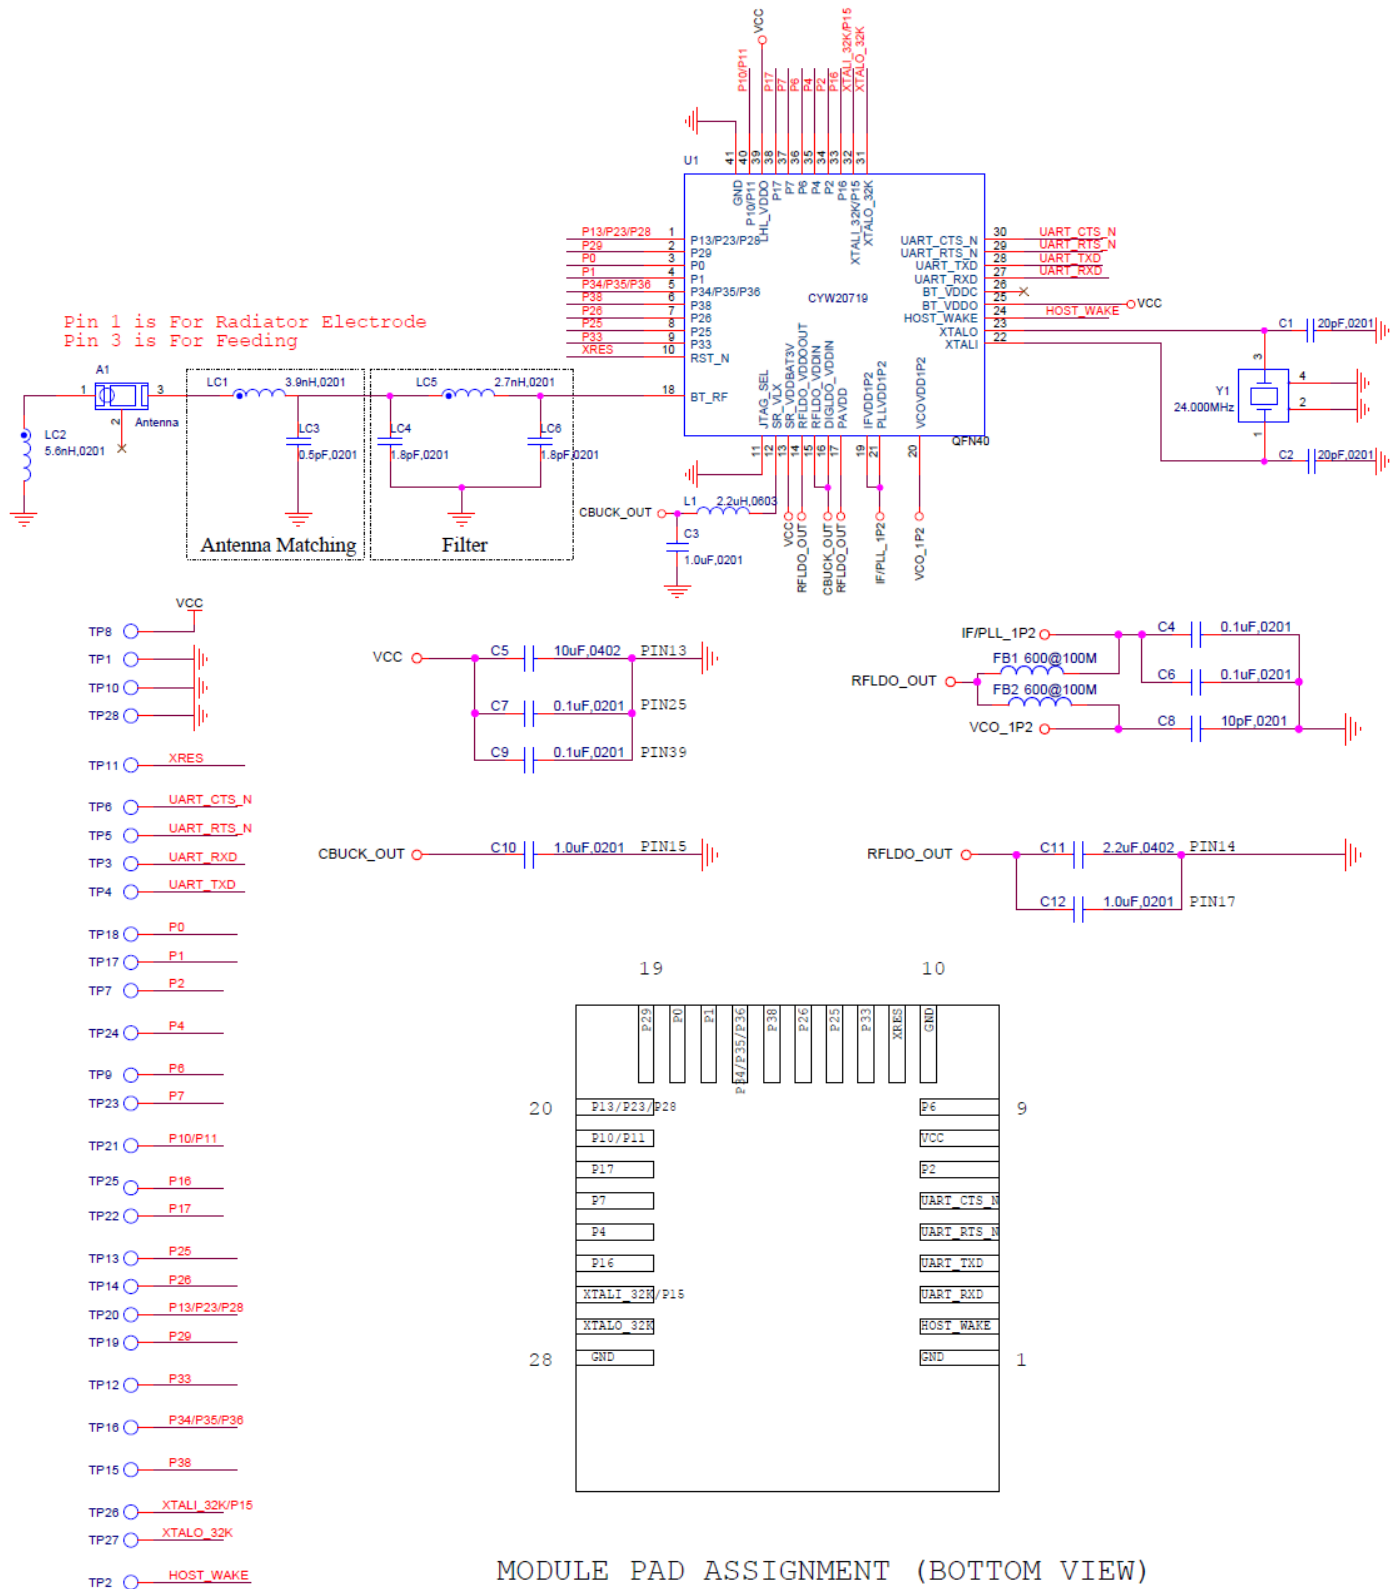 VCC
P10/P11
P17
P7
P6
P4
P2
P16
XTALI_32K/P15
XTALO_32K
U1
41
40
39
38
37
36
35
34
33
32
31
GND
P10/P11
LHL_VDDO
P17
P7
P6
P4
P2
P16
XTALI_32K/P15
XTALO_32K
P13/P23/P28 1 P13/P23/P28
P29 2 P29
P0 3 P0
P1 4 P1
P34/P35/P36 5 P34/P35/P36
P38 6 P38
P26 7 P26
P25 8 P25
P33 9 P33
XRES 10 RST_N
18 BT_RF
CYW20719
UART_CTS_N 30 UART_CTS_N
UART_RTS_N 29 UART_RTS_N
UART_TXD 28 UART_TXD
UART_RXD 27 UART_RXD
BT_VDDC 26
BT_VDDO 25 VCC
HOST_WAKE 24 HOST_WAKE
XTALO 23
XTALI 22
QFN40
JTAG_SEL
SR_VLX
SR_VDDBAT3V
RFLDO_VDDOUT
RFLDO_VDDIN
DIGLDO_VDDIN
PAVDD
IFVDD1P2
PLLVDD1P2
VCOVDD1P2
11
12
13
14
15
16
17
19
21
20
C1 20pF,0201
3
4
Y1
24.000MHz
2
1
C2 20pF,0201
Pin 1 is For Radiator Electrode
Pin 3 is For Feeding
A1
1
3
2
Antenna
LC1 3.9nH,0201
LC5 2.7nH,0201
LC2
5.6nH,0201
LC3
0.5pF,0201
LC4
1.8pF,0201
LC6
1.8pF,0201
Antenna Matching
Filter
CBUCK_OUT
L1 2.2uH,0603
C3
1.0uF,0201
VCC
RFLDO_OUT
CBUCK_OUT
RFLDO_OUT
IF/PLL_1P2
VCO_1P2
VCC
TP8
TP1
TP10
TP28
TP11 XRES
TP6 UART_CTS_N
TP5 UART_RTS_N
TP3 UART_RXD
TP4 UART_TXD
TP18 P0
TP17 P1
TP7 P2
TP24 P4
TP9 P6
TP23 P7
TP21 P10/P11
TP25 P16
TP22 P17
TP13 P25
TP14 P26
TP20 P13/P23/P28
TP19 P29
TP12 P33
TP16 P34/P35/P36
TP15 P38
TP26 XTALI_32K/P15
TP27 XTALO_32K
TP2 HOST_WAKE
VCC
C5 10uF,0402 PIN13
C7 0.1uF,0201 PIN25
C9 0.1uF,0201 PIN39
CBUCK_OUT C10 1.0uF,0201 PIN15
IF/PLL_1P2
C4 0.1uF,0201
FB1 600@100M
RFLDO_OUT
C6 0.1uF,0201
FB2 600@100M
VCO_1P2
C8 10pF,0201
RFLDO_OUT
C11 2.2uF,0402 PIN14
C12 1.0uF,0201 PIN17
19
10
P29
P0
P1
P34/P35/P36
P38
P26
P25
P33
XRES
GND
20 P13/P23/P28
P10/P11
P17
P7
P4
P16
XTALI_32K/P15
XTALO_32K
28 GND
P6 9
VCC
P2
UART_CTS_N
UART_RTS_N
UART_TXD
UART_RXD
HOST_WAKE
GND 1
MODULE PAD ASSIGNMENT (BOTTOM VIEW)